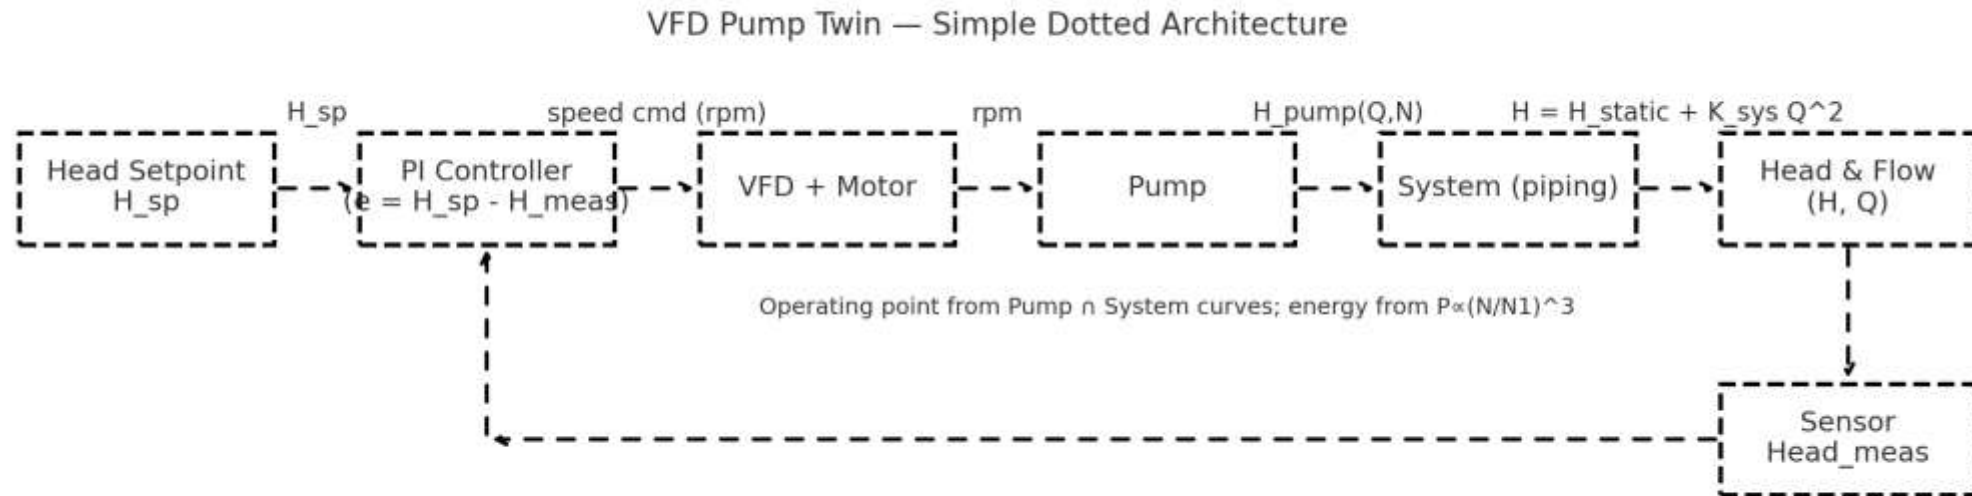 VFD Pump Twin — Simple Dotted Architecture
H_sp
speed cmd (rpm)
rpm
H_pump(Q,N)
H = H_static + K_sys Q^2
Head Setpoint
H_sp
PI Controller
(e = H_sp - H_meas)
VFD + Motor
Pump
System (piping)
Head & Flow
(H, Q)
Operating point from Pump ∩ System curves; energy from P∝(N/N1)^3
Sensor
Head_meas